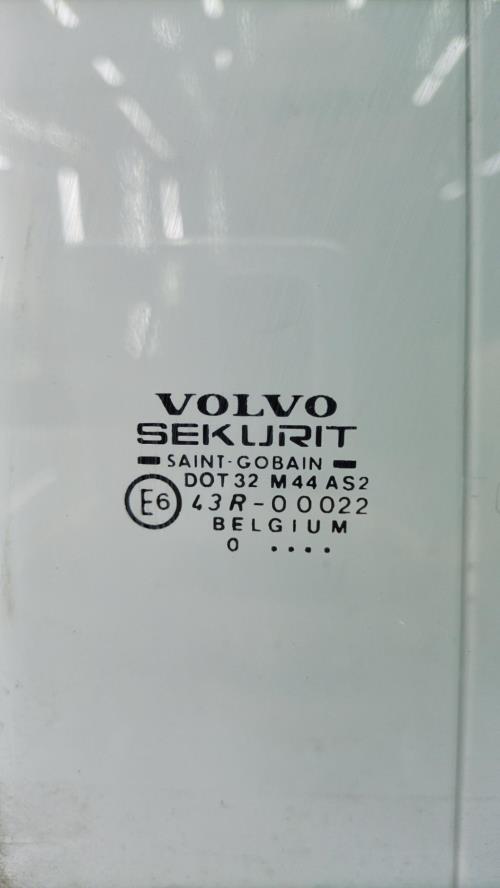 VOLVO
SEKURIT
SAINT-GOBAIN
DOT 32 M44 AS2
E6 43R-00022
BELGIUM
0 ....